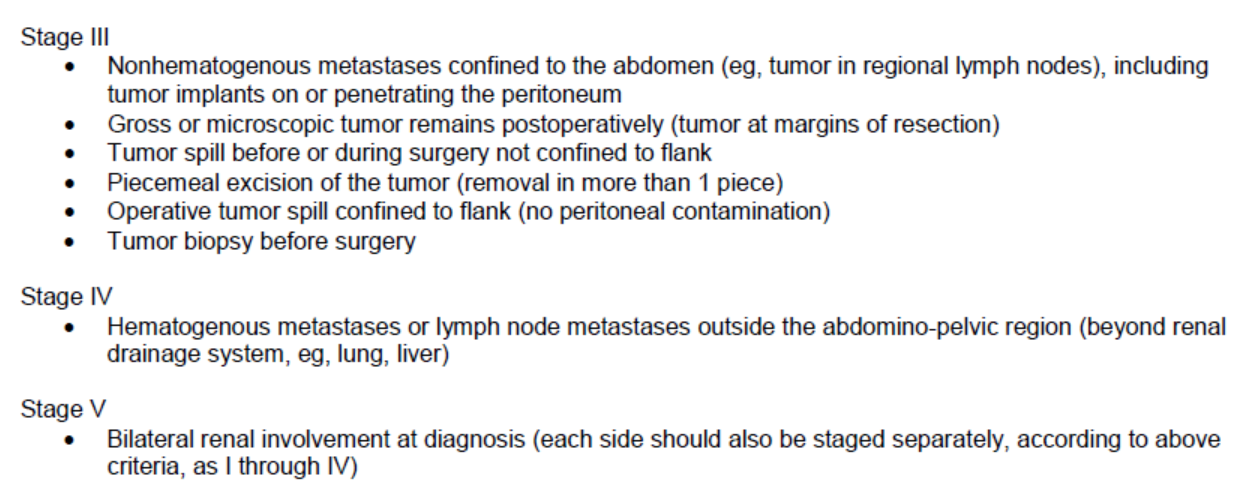 Stage III
• Nonhematogenous metastases confined to the abdomen (eg, tumor in regional lymph nodes), including
tumor implants on or penetrating the peritoneum
• Gross or microscopic tumor remains postoperatively (tumor at margins of resection)
• Tumor spill before or during surgery not confined to flank
• Piecemeal excision of the tumor (removal in more than 1 piece)
• Operative tumor spill confined to flank (no peritoneal contamination)
• Tumor biopsy before surgery
Stage IV
• Hematogenous metastases or lymph node metastases outside the abdomino-pelvic region (beyond renal
drainage system, eg, lung, liver)
Stage V
• Bilateral renal involvement at diagnosis (each side should also be staged separately, according to above
criteria, as I through IV)